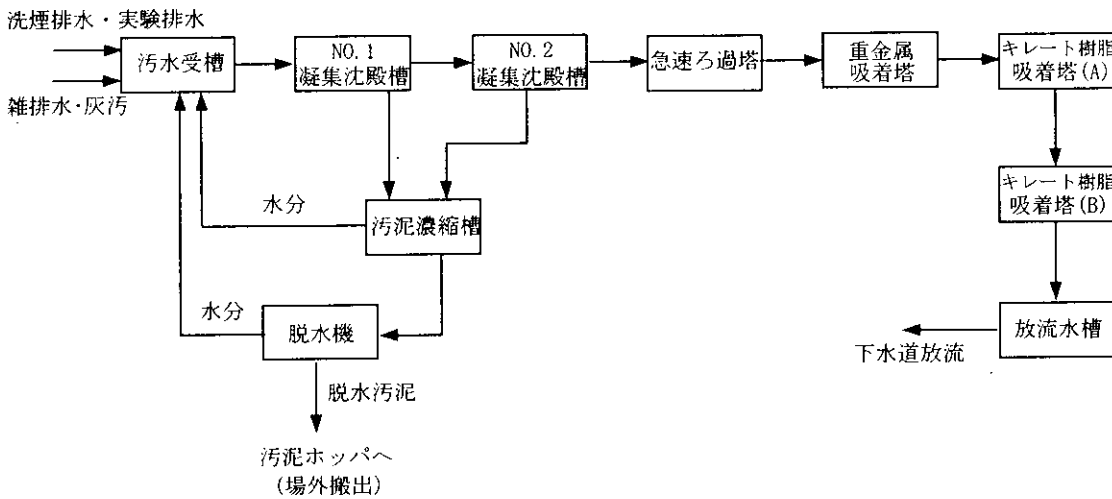 洗煙排水・実験排水
雑排水・灰汚
汚水受槽
NO.1
凝集沈殿槽
NO.2
凝集沈殿槽
急速ろ過塔
重金属
吸着塔
キレート樹脂
吸着塔(A)
キレート樹脂
吸着塔(B)
水分
汚泥濃縮槽
水分
脱水機
放流水槽
下水道放流
脱水汚泥
汚泥ホッパへ
(場外搬出)